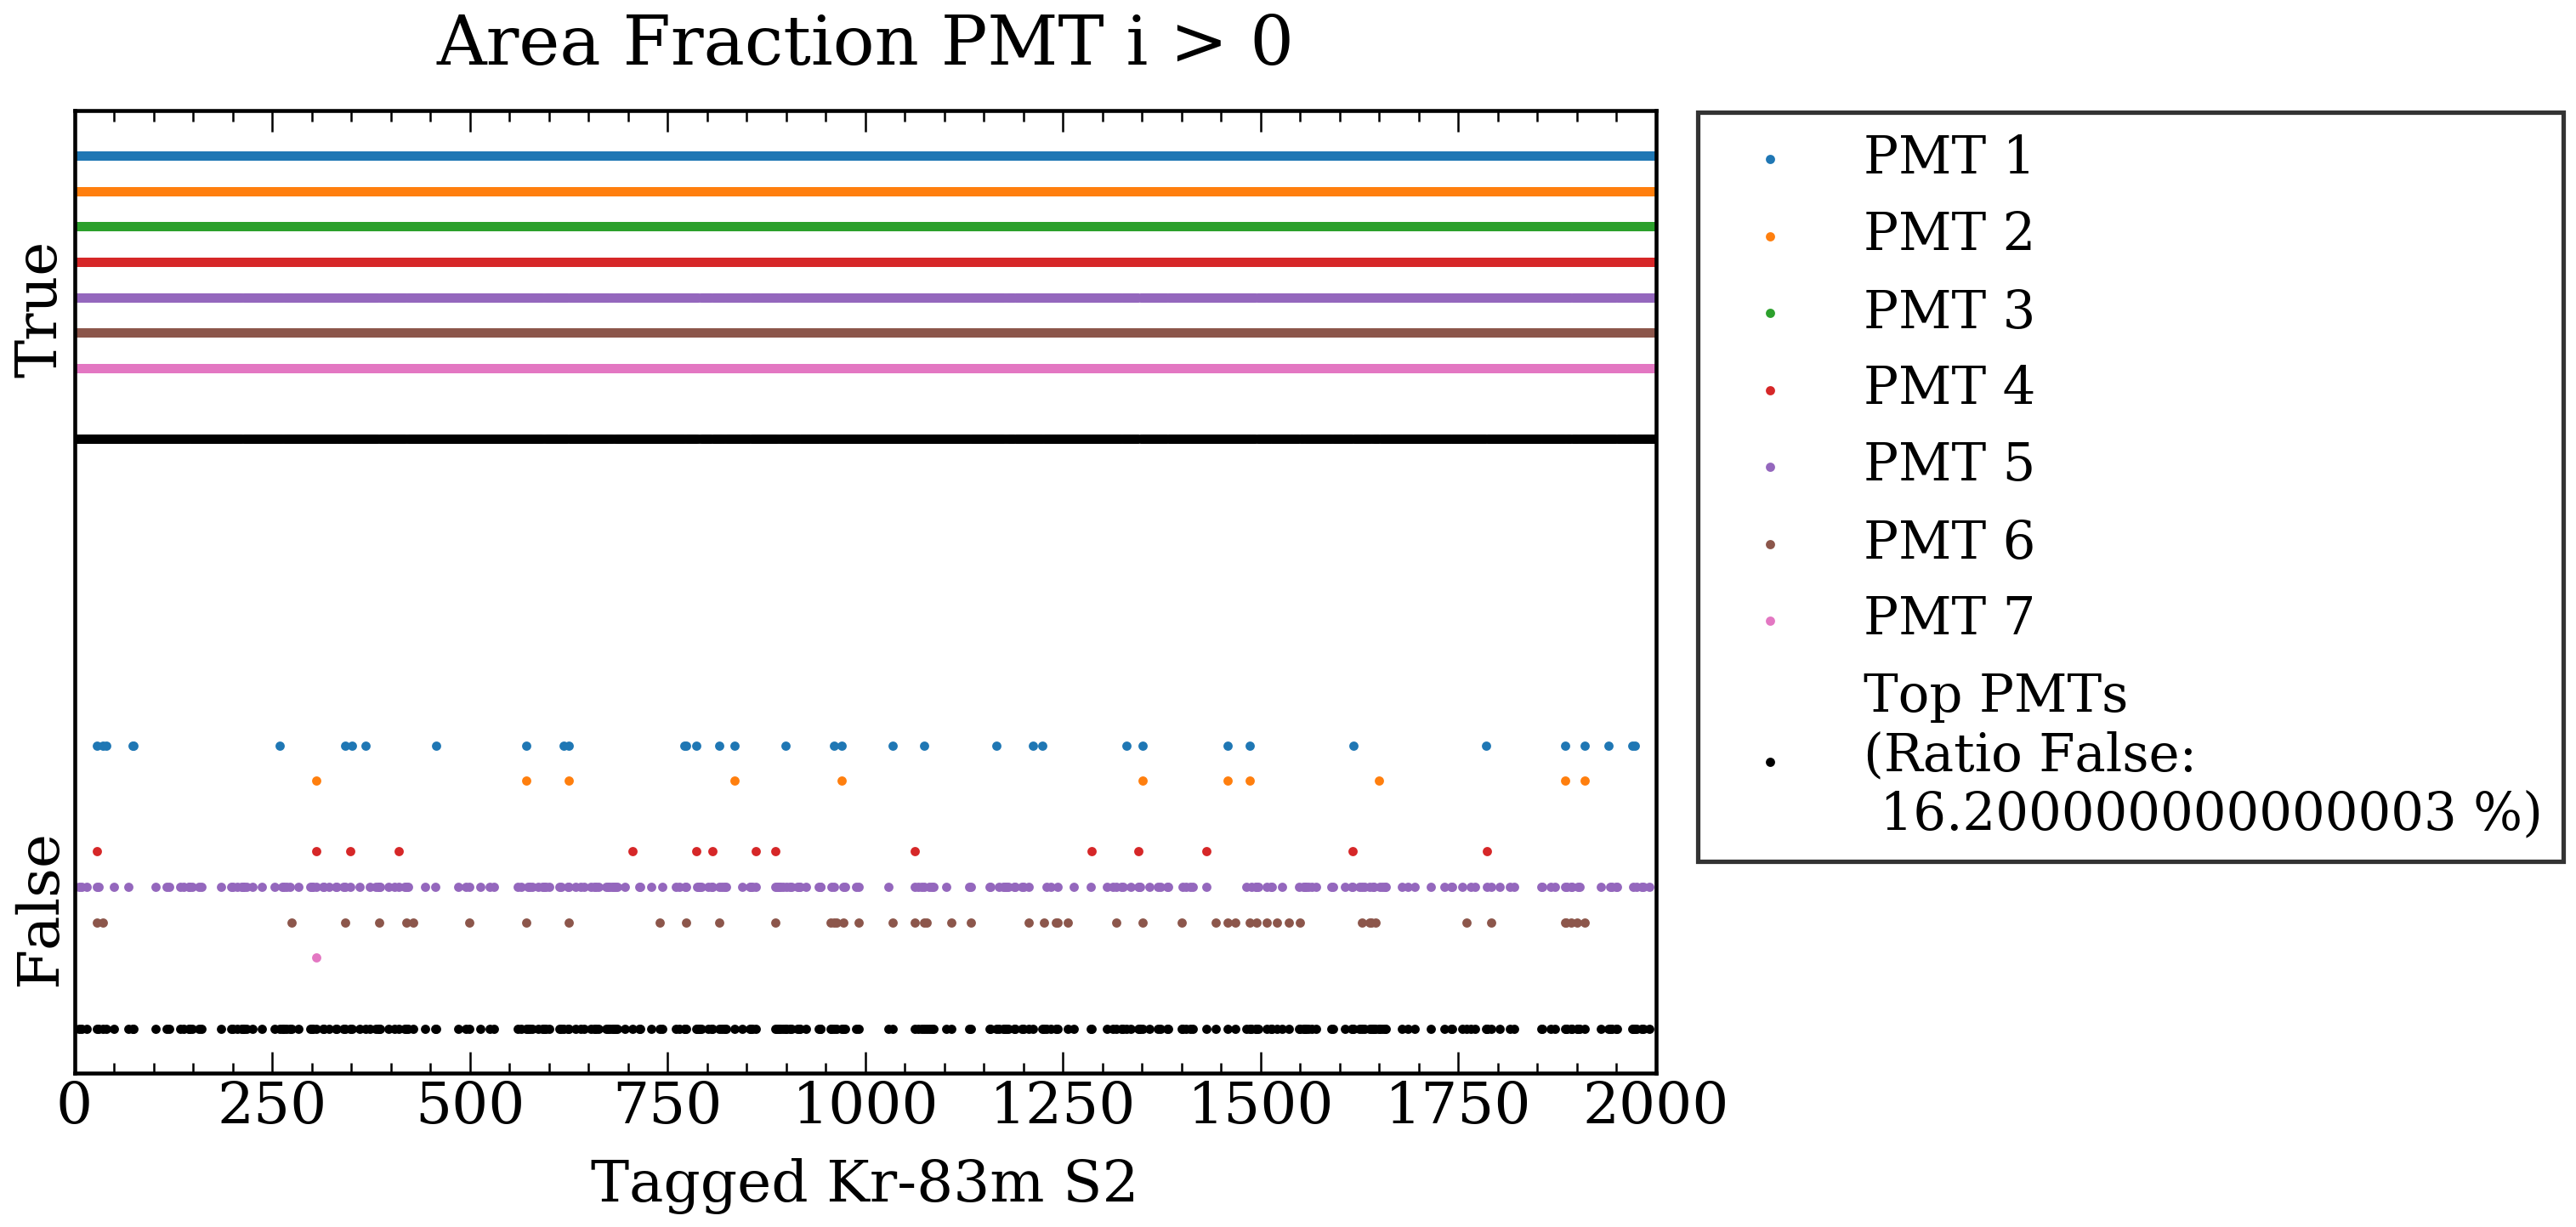 Area Fraction PMT i > 0
True
False
0 250 500 750 1000 1250 1500 1750 2000
Tagged Kr-83m S2
PMT 1
PMT 2
PMT 3
PMT 4
PMT 5
PMT 6
PMT 7
Top PMTs
(Ratio False:
16.200000000000003 %)